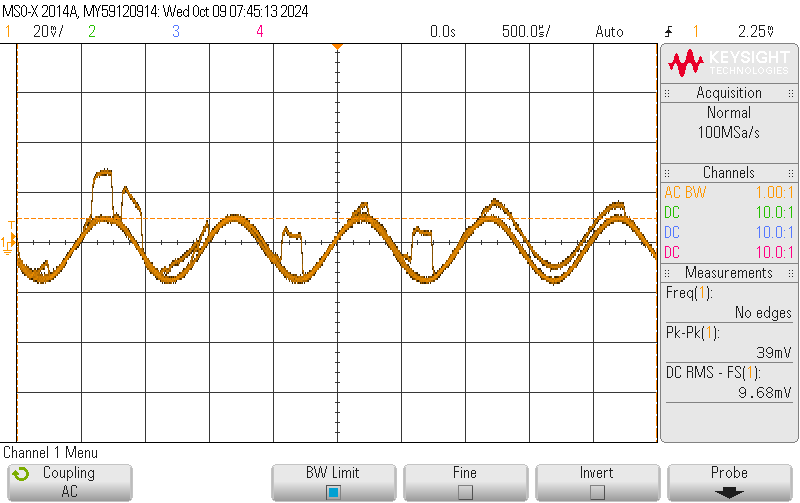 MSO-X 2014A, MY59120914: Wed Oct 09 07:45:13 2024
1 20mV/ 2 3 4 0.0s 500.0us/ Auto 1 2.25mV
KEYSIGHT
TECHNOLOGIES
Acquisition
Normal
100MSa/s
Channels
AC BW 1.00:1
DC 10.0:1
DC 10.0:1
DC 10.0:1
Measurements
Freq(1):
No edges
Pk-Pk(1):
39mV
DC RMS - FS(1):
9.68mV
T
1
Channel 1 Menu
Coupling
AC
BW Limit
Fine
Invert
Probe